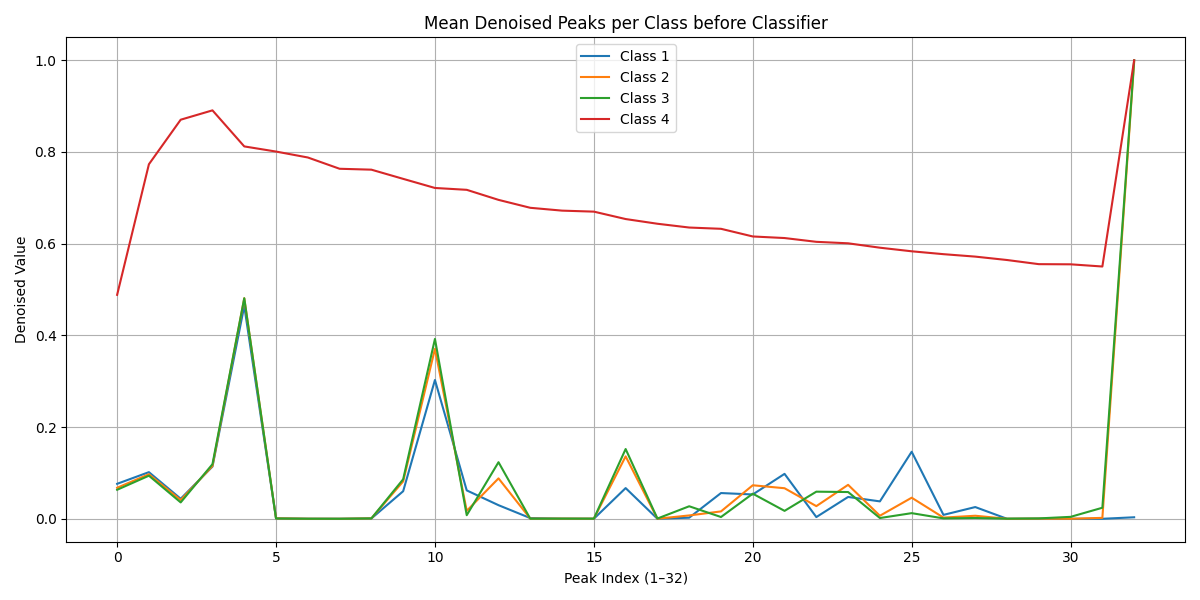 Mean Denoised Peaks per Class before Classifier
Class 1
Class 2
Class 3
Class 4
Denoised Value
1.0
0.8
0.6
0.4
0.2
0.0
0 5 10 15 20 25 30
Peak Index (1–32)